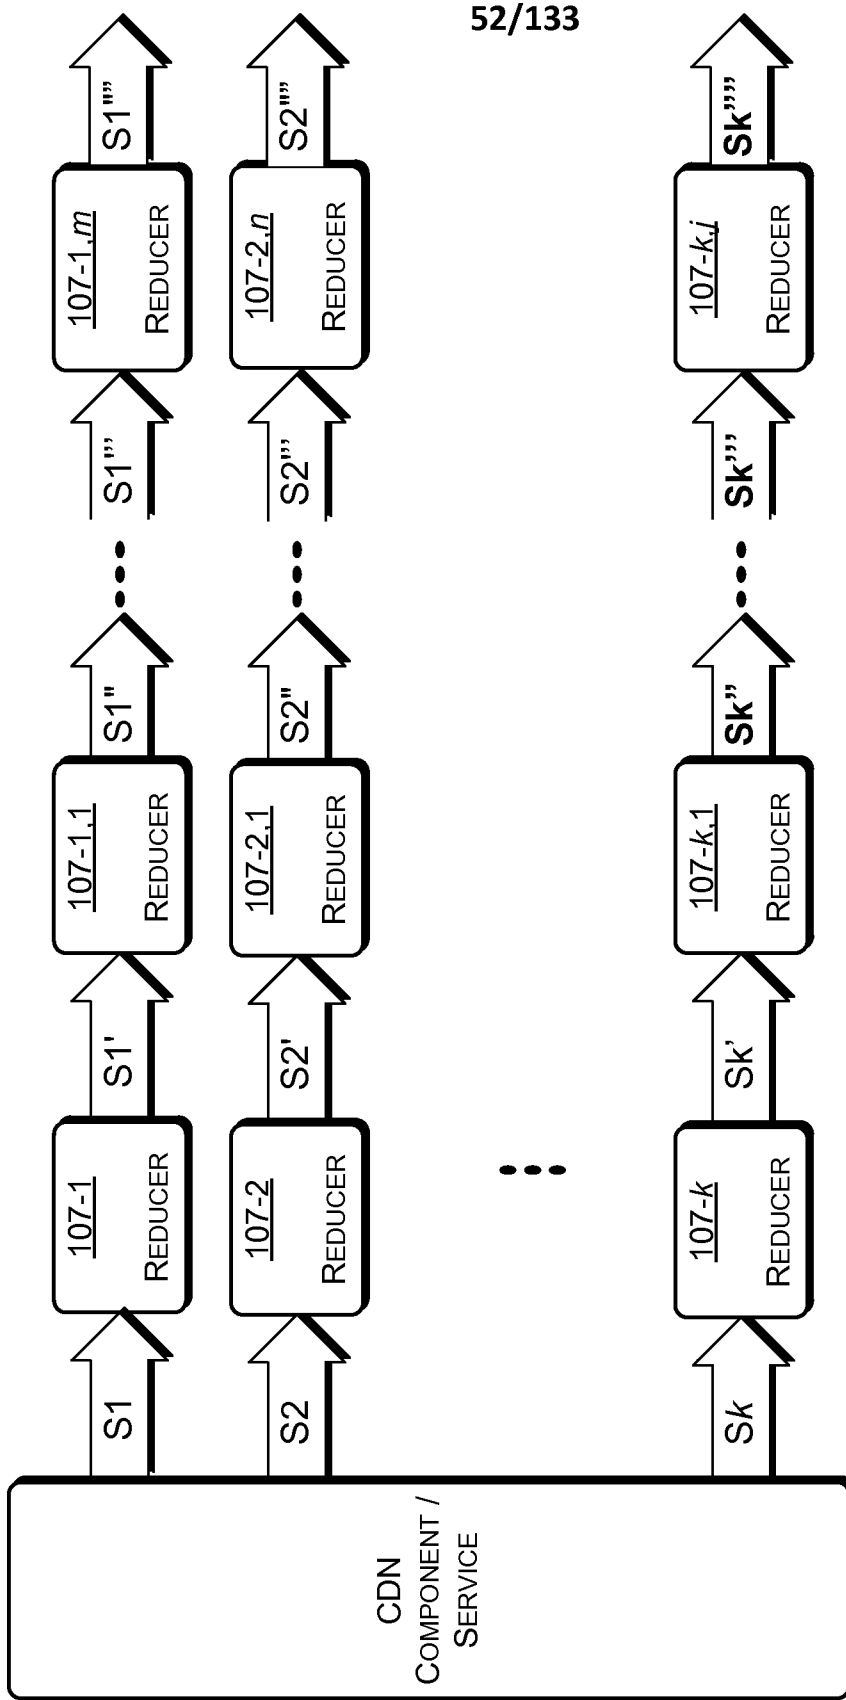 52/133
CDN
COMPONENT /
SERVICE
S1
107-1
REDUCER
S1'
107-1,1
REDUCER
S1"
S1"'
107-1,m
REDUCER
S1""
S2
107-2
REDUCER
S2'
107-2,1
REDUCER
S2"
S2"'
107-2,n
REDUCER
S2""
Sk
107-k
REDUCER
Sk’
107-k,1
REDUCER
Sk”
Sk”’
107-k,j
REDUCER
Sk””